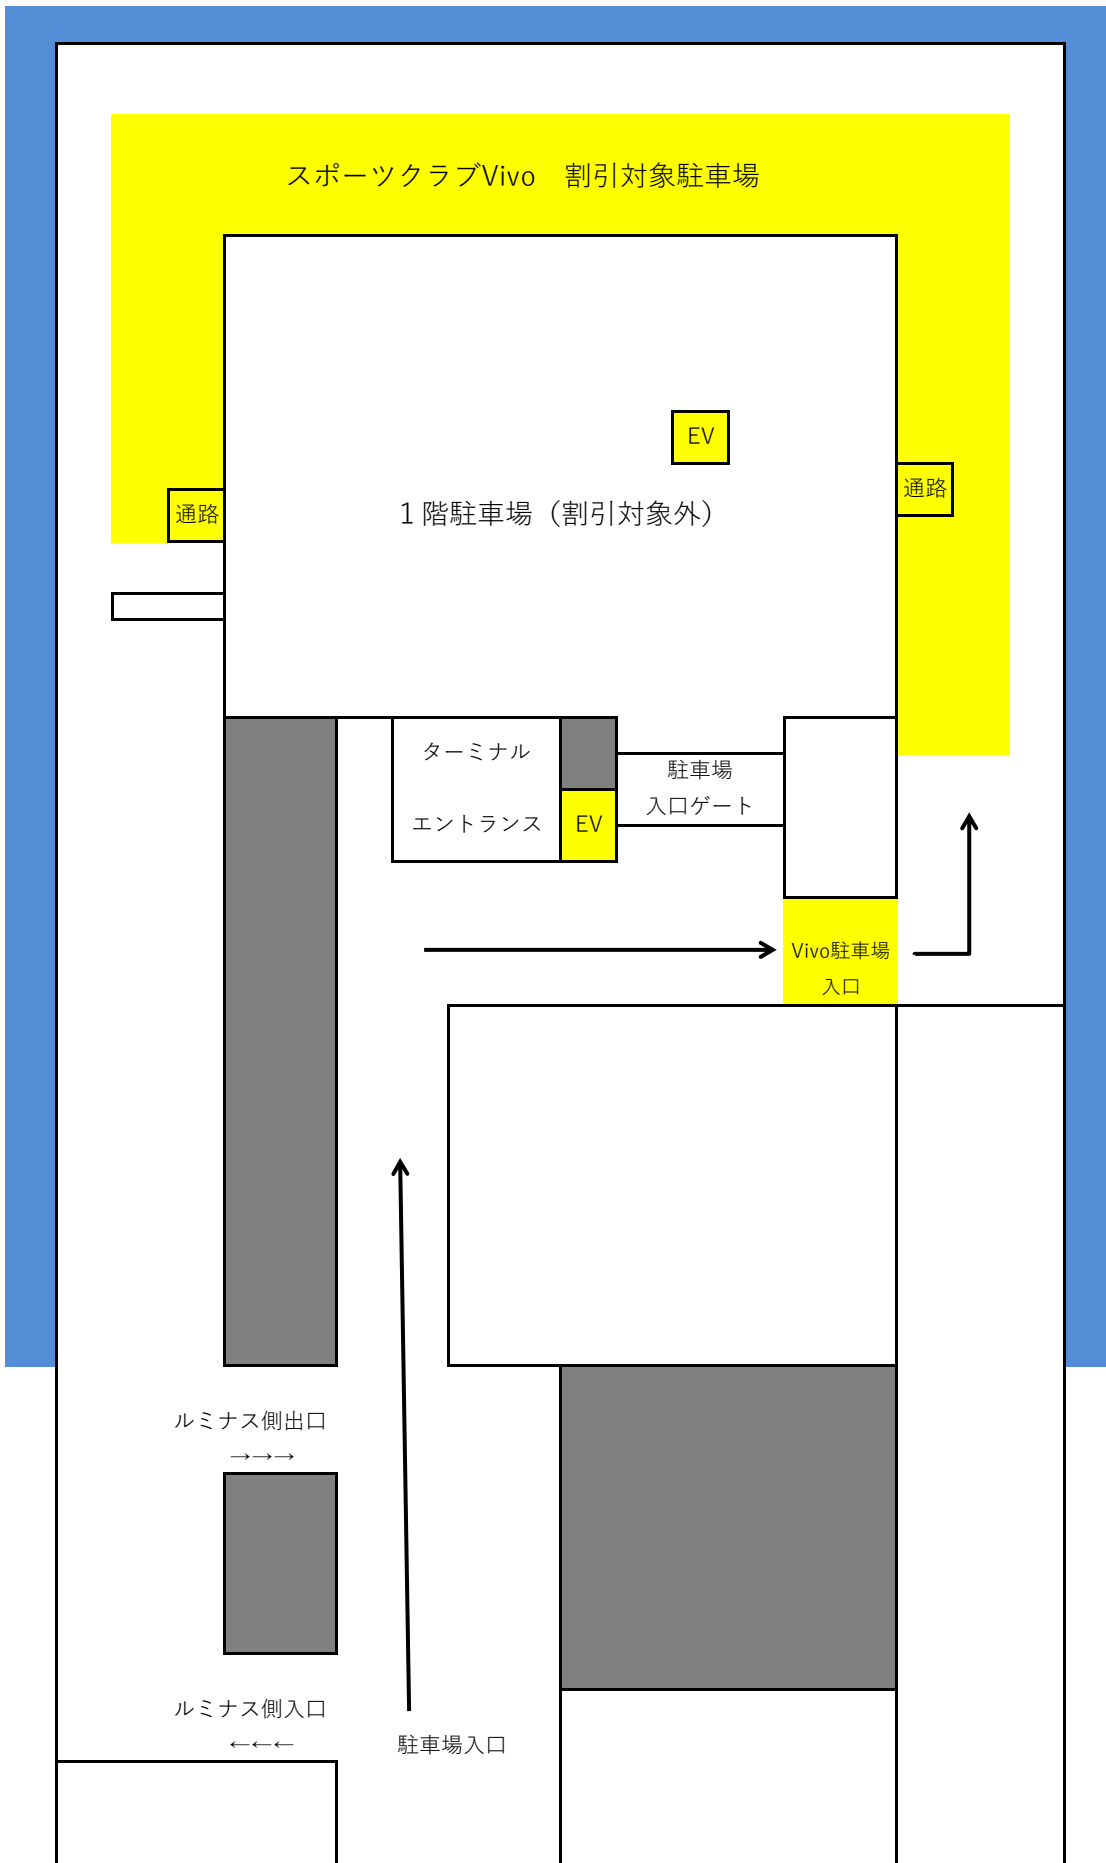 スポーツクラブVivo　割引対象駐車場
EV
通路
通路
１階駐車場（割引対象外）
ターミナル
エントランス
EV
駐車場
入口ゲート
Vivo駐車場
入口
ルミナス側出口
→→→
ルミナス側入口
←←←
駐車場入口